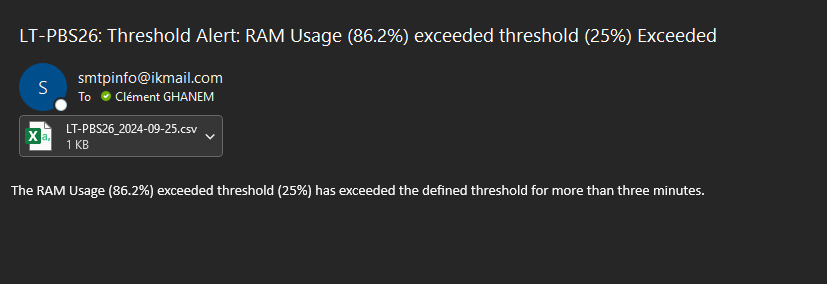 LT-PBS26: Threshold Alert: RAM Usage (86.2%) exceeded threshold (25%) Exceeded
S
smtpinfo@ikmail.com
To Clément GHANEM
LT-PBS26_2024-09-25.csv
1 KB
The RAM Usage (86.2%) exceeded threshold (25%) has exceeded the defined threshold for more than three minutes.